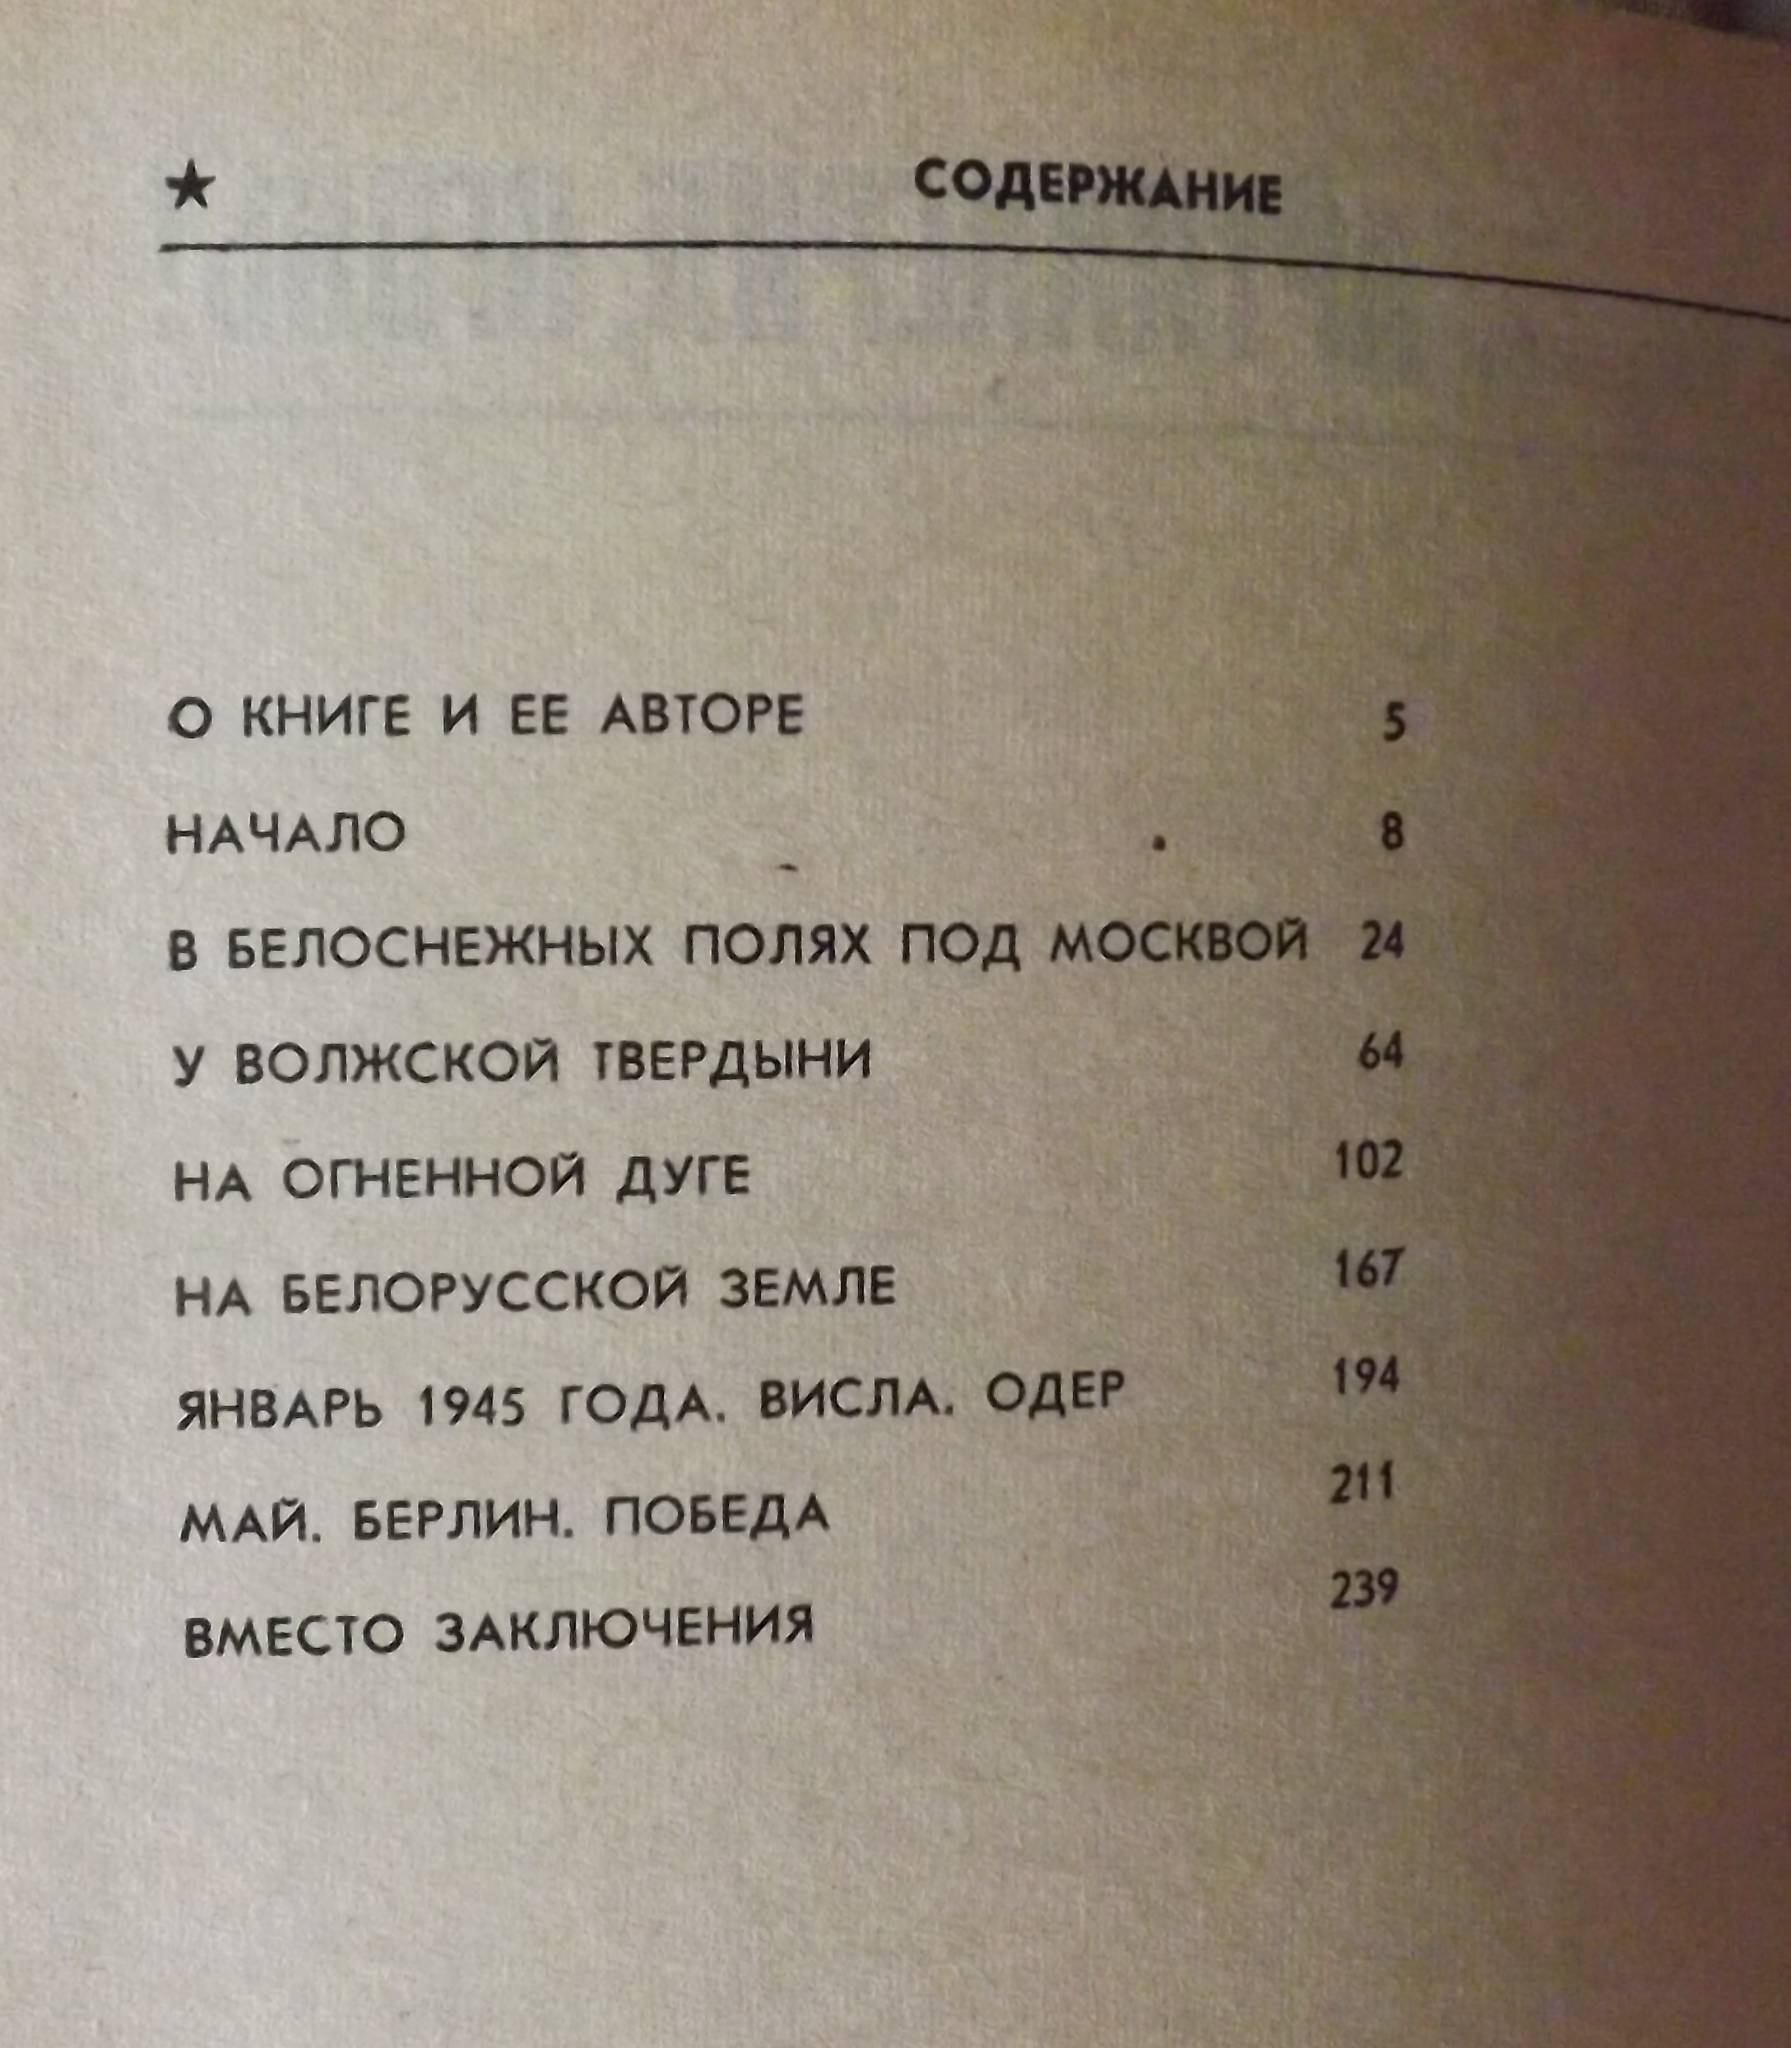 ★ СОДЕРЖАНИЕ
О КНИГЕ И ЕЕ АВТОРЕ 5
НАЧАЛО 8
В БЕЛОСНЕЖНЫХ ПОЛЯХ ПОД МОСКВОЙ 24
У ВОЛЖСКОЙ ТВЕРДЫНИ 64
НА ОГНЕННОЙ ДУГЕ 102
НА БЕЛОРУССКОЙ ЗЕМЛЕ 167
ЯНВАРЬ 1945 ГОДА. ВИСЛА. ОДЕР 194
МАЙ. БЕРЛИН. ПОБЕДА 211
ВМЕСТО ЗАКЛЮЧЕНИЯ 239